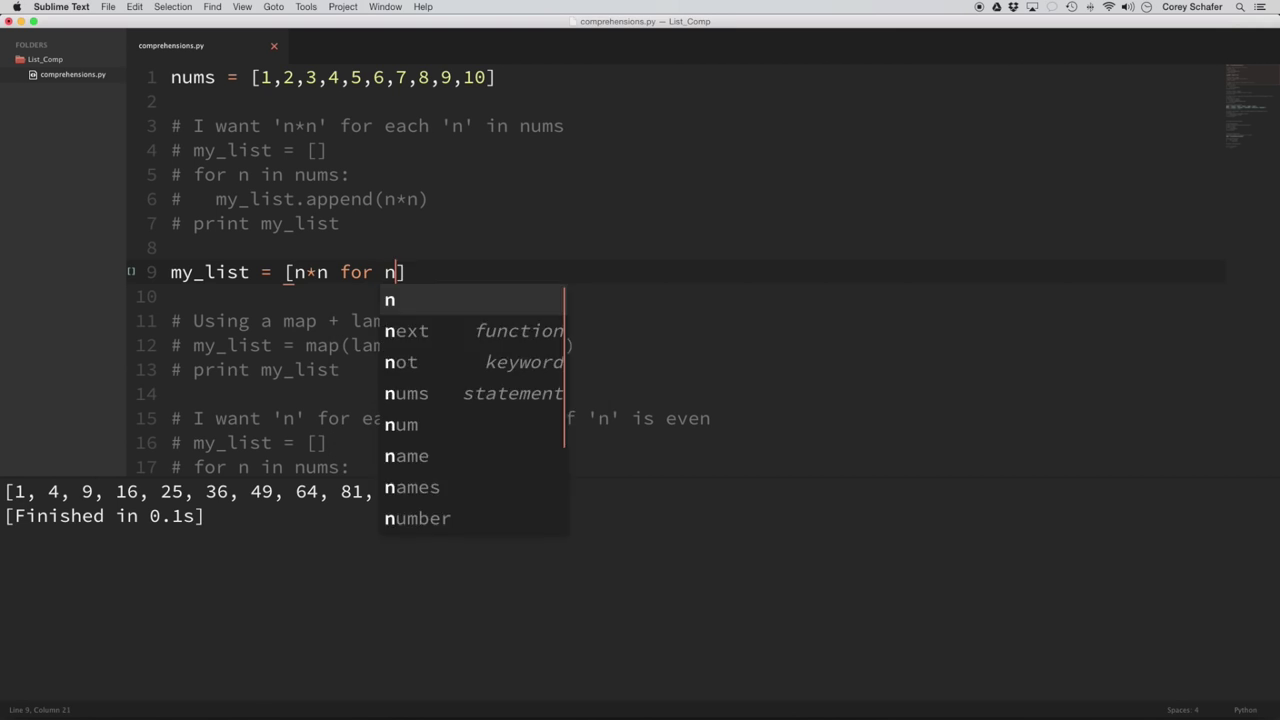 Sublime Text File Edit Selection Find View Goto Tools Project Window Help Corey Schafer
comprehensions.py — List_Comp
FOLDERS
List_Comp
comprehensions.py
comprehensions.py
1 nums = [1,2,3,4,5,6,7,8,9,10]
2
3 # I want 'n*n' for each 'n' in nums
4 # my_list = []
5 # for n in nums:
6 #   my_list.append(n*n)
7 # print my_list
8
[] 9 my_list = [n*n for n]
10
11 # Using a map + lam
12 # my_list = map(lam )
13 # print my_list
14
15 # I want 'n' for ea f 'n' is even
16 # my_list = []
17 # for n in nums:
n
next function
not keyword
nums statement
num
name
names
number
[1, 4, 9, 16, 25, 36, 49, 64, 81,
[Finished in 0.1s]
Line 9, Column 21 Spaces: 4 Python